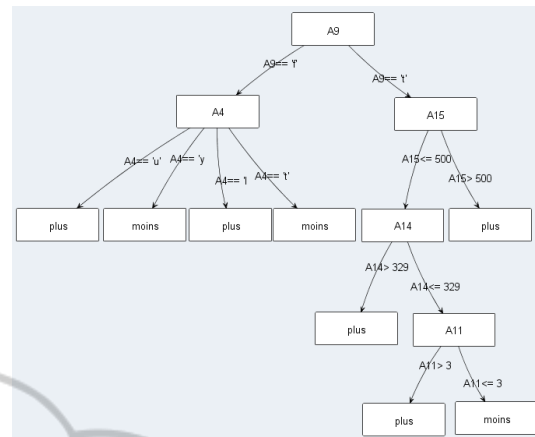 A9
A9== 'f'
A9== 't'
A4
A15
A4== 'u'
A4== 'y
A4== 'l
A4== 't'
A15<= 500
A15> 500
plus
moins
plus
moins
A14
plus
A14> 329
A14<= 329
plus
A11
A11> 3
A11<= 3
plus
moins